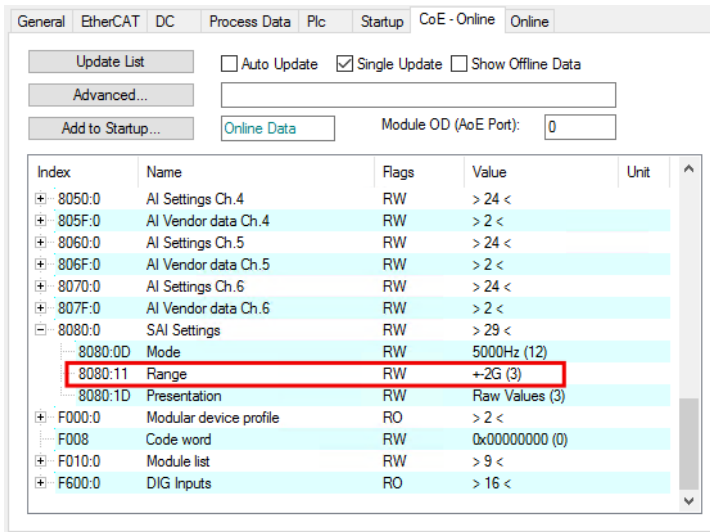 General EtherCAT DC Process Data Plc Startup CoE - Online Online
Update List Auto Update Single Update Show Offline Data
Advanced...
Add to Startup... Online Data Module OD (AoE Port): 0
Index Name Flags Value Unit
8050:0 AI Settings Ch.4 RW > 24 <
805F:0 AI Vendor data Ch.4 RW > 2 <
8060:0 AI Settings Ch.5 RW > 24 <
806F:0 AI Vendor data Ch.5 RW > 2 <
8070:0 AI Settings Ch.6 RW > 24 <
807F:0 AI Vendor data Ch.6 RW > 2 <
8080:0 SAI Settings RW > 29 <
8080:0D Mode RW 5000Hz (12)
8080:11 Range RW +-2G (3)
8080:1D Presentation RW Raw Values (3)
F000:0 Modular device profile RO > 2 <
F008 Code word RW 0x00000000 (0)
F010:0 Module list RW > 9 <
F600:0 DIG Inputs RO > 16 <